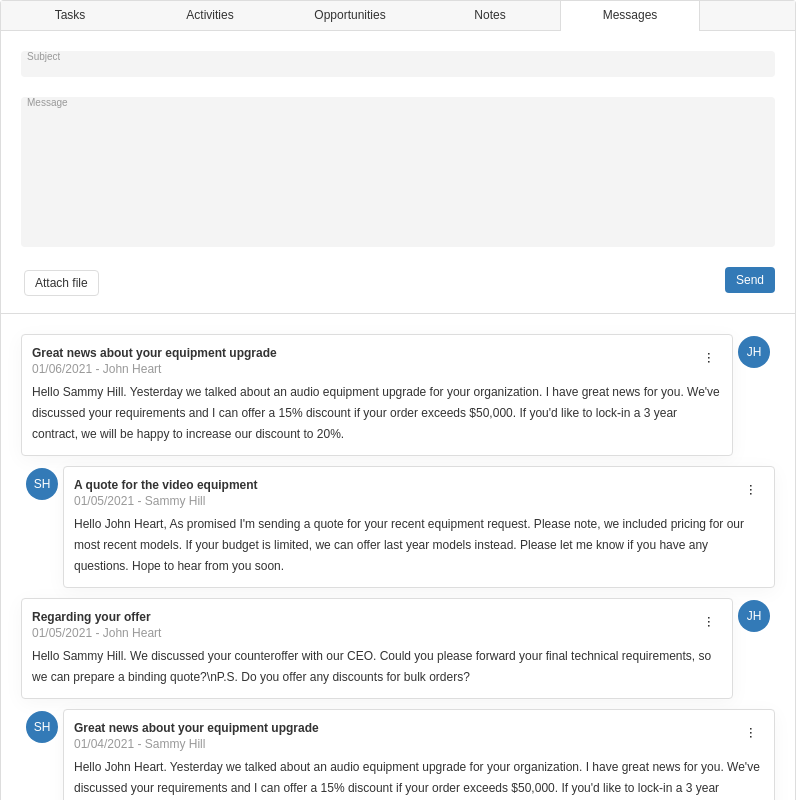 Tasks Activities Opportunities Notes Messages
Subject
Message
Attach file
Send
Great news about your equipment upgrade
JH
01/06/2021 - John Heart
Hello Sammy Hill. Yesterday we talked about an audio equipment upgrade for your organization. I have great news for you. We've
discussed your requirements and I can offer a 15% discount if your order exceeds $50,000. If you'd like to lock-in a 3 year
contract, we will be happy to increase our discount to 20%.
SH
A quote for the video equipment
01/05/2021 - Sammy Hill
Hello John Heart, As promised I'm sending a quote for your recent equipment request. Please note, we included pricing for our
most recent models. If your budget is limited, we can offer last year models instead. Please let me know if you have any
questions. Hope to hear from you soon.
Regarding your offer
JH
01/05/2021 - John Heart
Hello Sammy Hill. We discussed your counteroffer with our CEO. Could you please forward your final technical requirements, so
we can prepare a binding quote?\nP.S. Do you offer any discounts for bulk orders?
SH
Great news about your equipment upgrade
01/04/2021 - Sammy Hill
Hello John Heart. Yesterday we talked about an audio equipment upgrade for your organization. I have great news for you. We've
discussed your requirements and I can offer a 15% discount if your order exceeds $50,000. If you'd like to lock-in a 3 year